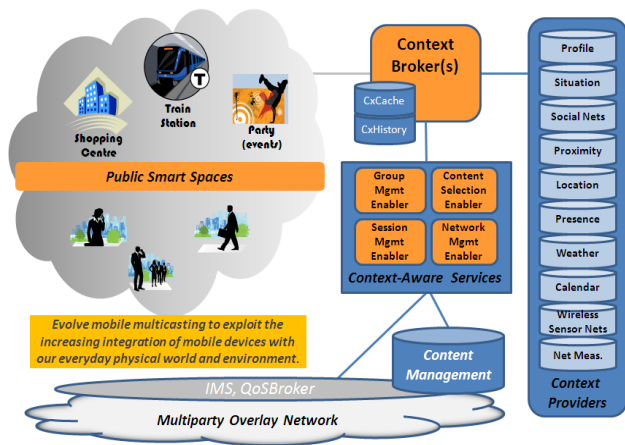 Shopping
Centre
Train
Station
T
Party
(events)
Public Smart Spaces
Evolve mobile multicasting to exploit the
increasing integration of mobile devices with
our everyday physical world and environment.
Context
Broker(s)
CxCache
CxHistory
Group
Mgmt
Enabler
Content
Selection
Enabler
Session
Mgmt
Enabler
Network
Mgmt
Enabler
Context-Aware Services
Content
Management
IMS, QoSBroker
Multiparty Overlay Network
Profile
Situation
Social Nets
Proximity
Location
Presence
Weather
Calendar
Wireless
Sensor Nets
Net Meas.
Context
Providers